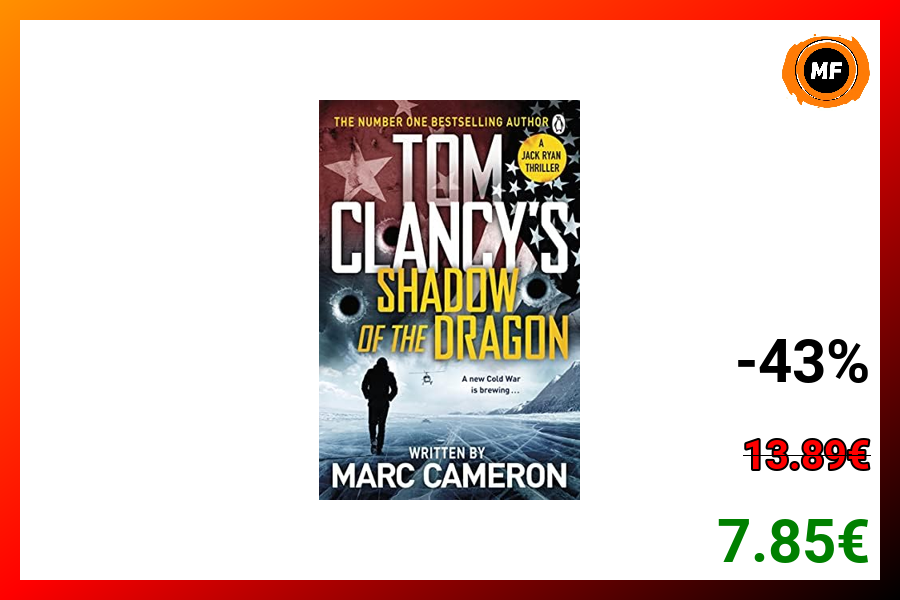 MF
THE NUMBER ONE BESTSELLING AUTHOR
A
JACK RYAN
THRILLER
TOM
CLANCY'S
SHADOW
OF THE DRAGON
A new Cold War
is brewing...
WRITTEN BY
MARC CAMERON
-43%
13.89€
7.85€